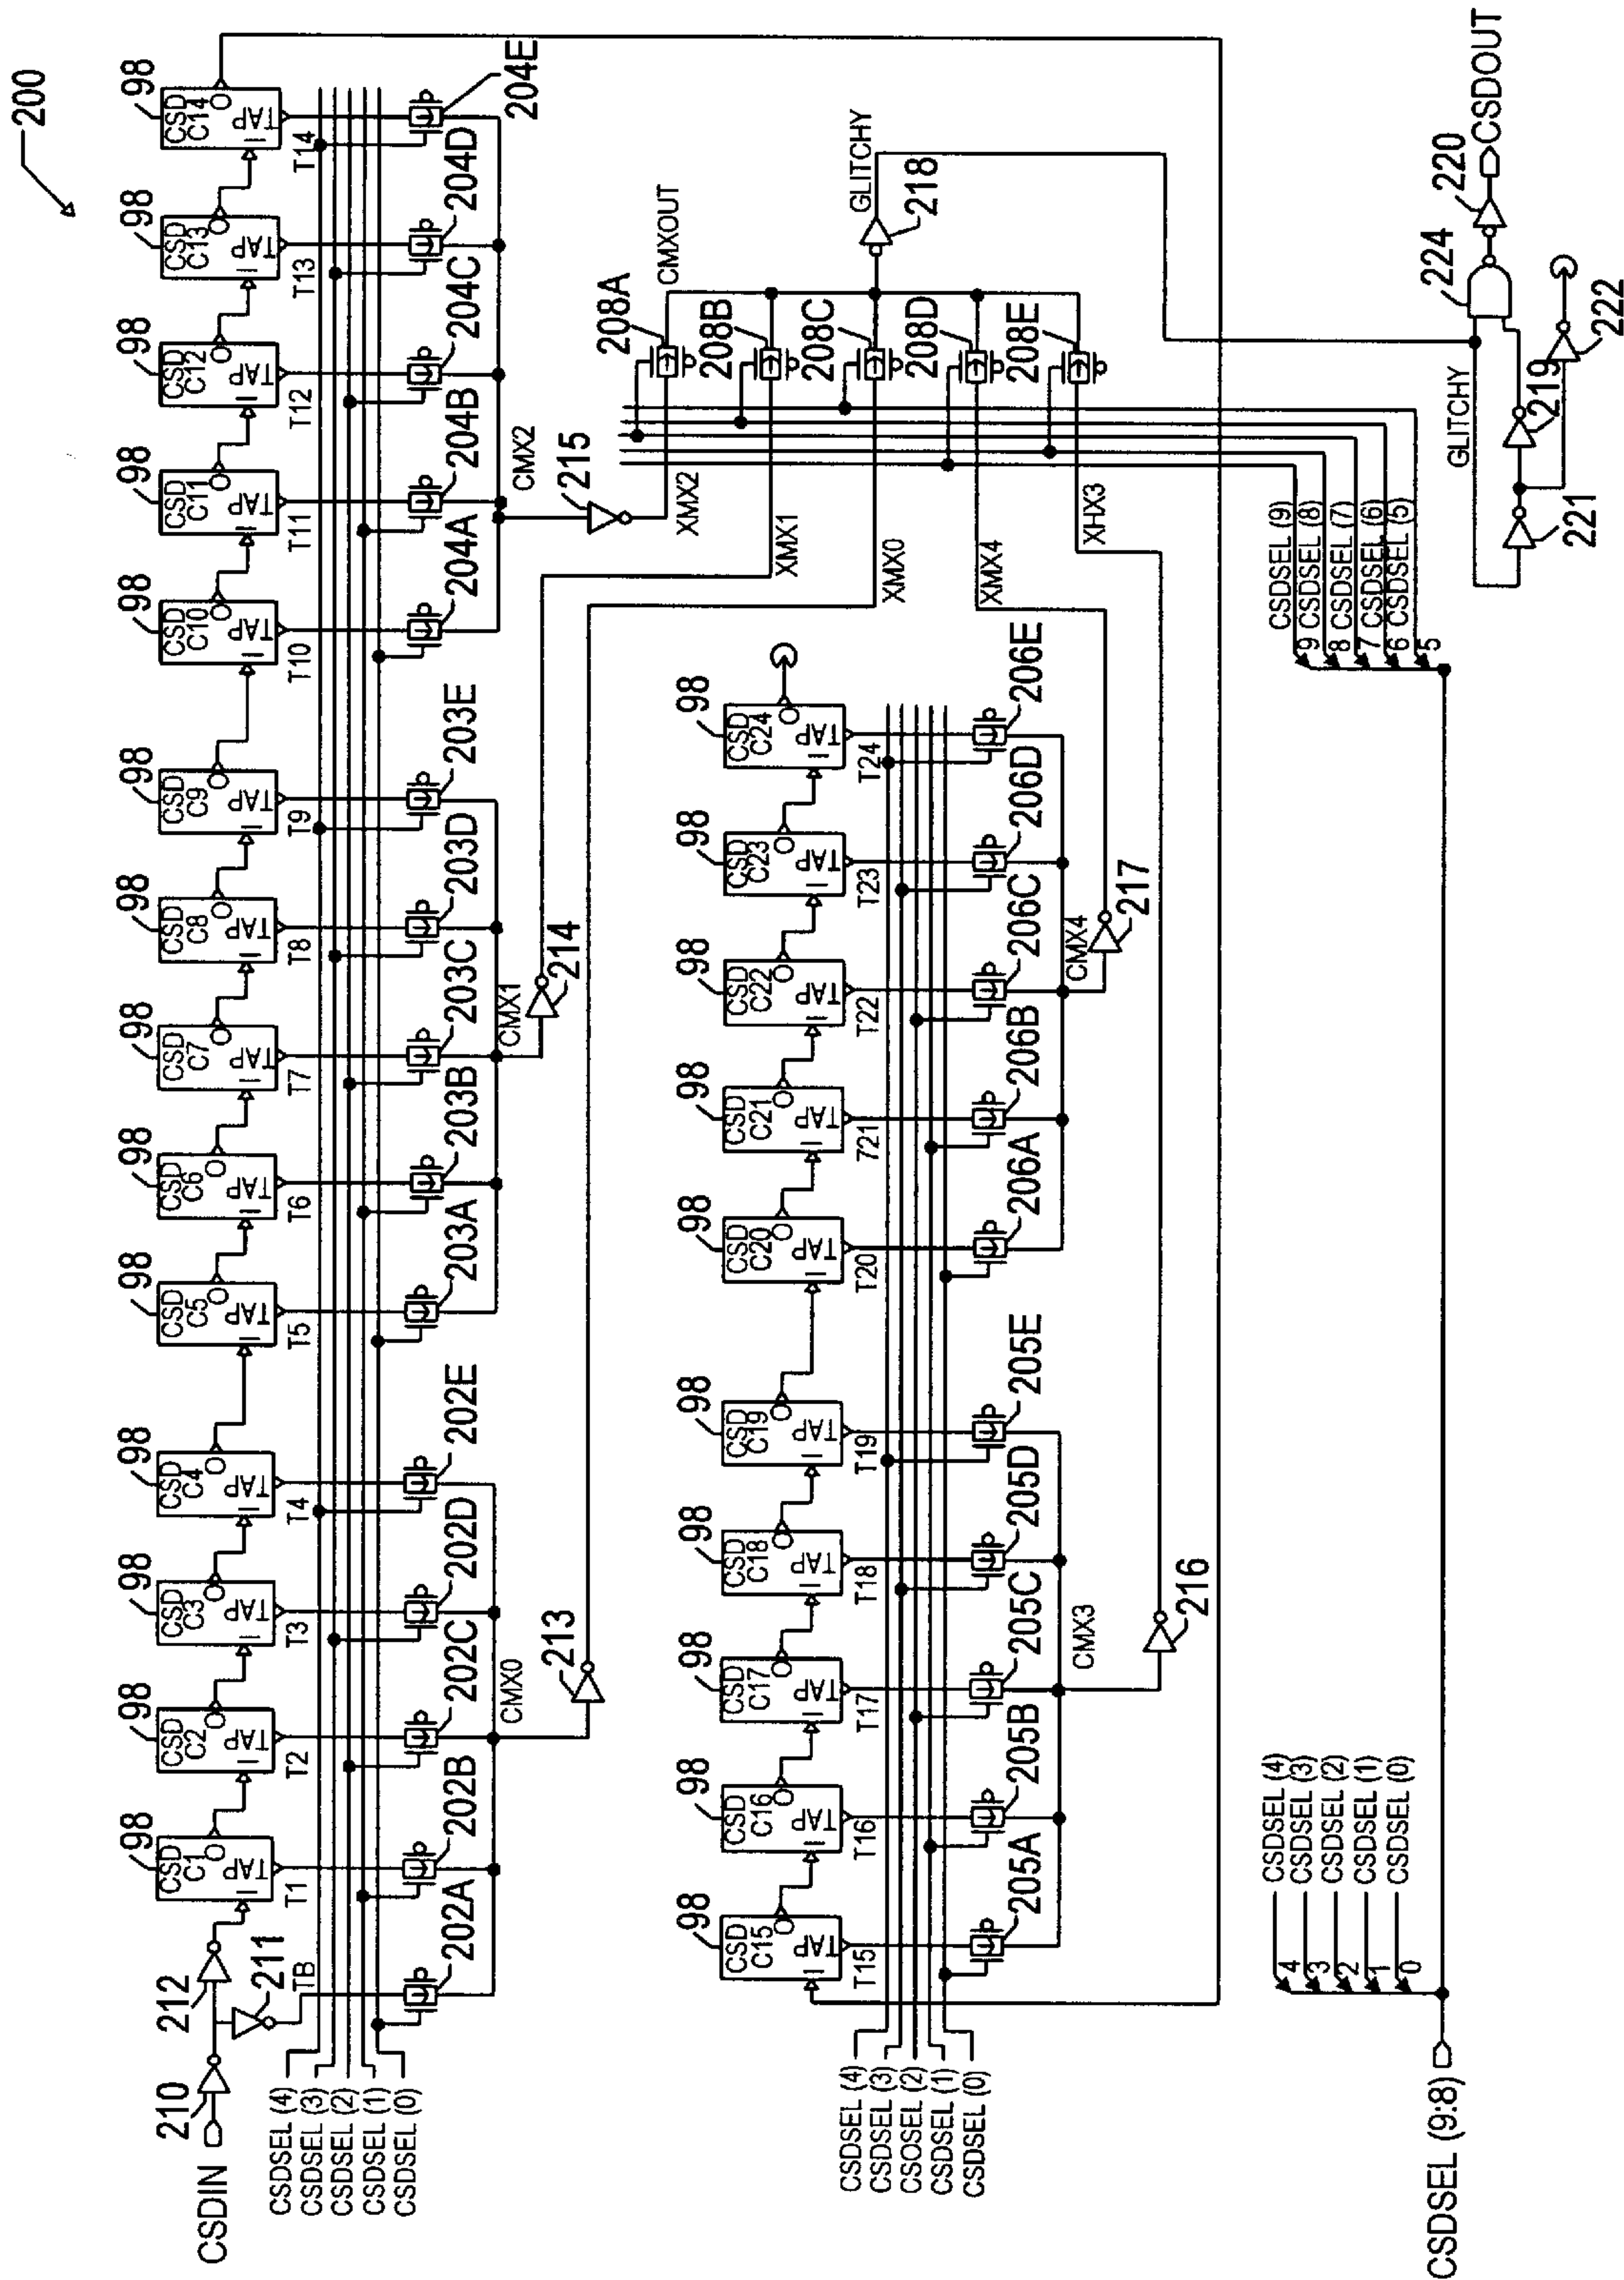 200
98 98 98 98 98 98 98 98 98 98 98 98 98 98
CSD C1 O TAP I
CSD C2 O TAP I
CSD C3 O TAP I
CSD C4 O TAP I
CSD C5 O TAP I
CSD C6 O TAP I
CSD C7 O TAP I
CSD C8 O TAP I
CSD C9 O TAP I
CSD C10 O TAP I
CSD C11 O TAP I
CSD C12 O TAP I
CSD C13 O TAP I
CSD C14 O TAP I
CSDIN
210
212
211
TB
T1 T2 T3 T4 T5 T6 T7 T8 T9 T10 T11 T12 T13 T14
CSDSEL (4)
CSDSEL (3)
CSDSEL (2)
CSDSEL (1)
CSDSEL (0)
202A 202B 202C 202D 202E
203A 203B 203C 203D 203E
204A 204B 204C 204D 204E
CMX0
213
CMX1
214
CMX2
215
XMX2
XMX1
XMX0
XMX4
XHX3
208A
208B
208C
208D
208E
CMXOUT
GLITCHY
218
98 98 98 98 98 98 98 98 98 98
CSD C15 O TAP I
CSD C16 O TAP I
CSD C17 O TAP I
CSD C18 O TAP I
CSD C19 O TAP I
CSD C20 O TAP I
CSD C21 O TAP I
CSD C22 O TAP I
CSD C23 O TAP I
CSD C24 O TAP I
T15 T16 T17 T18 T19 T20 721 T22 T23 T24
CSDSEL (4)
CSDSEL (3)
CSOSEL (2)
CSDSEL (1)
CSDSEL (0)
205A 205B 205C 205D 205E
206A 206B 206C 206D 206E
CMX3
216
CMX4
217
CSDSEL (4)
CSDSEL (3)
CSDSEL (2)
CSDSEL (1)
CSDSEL (0)
4
3
2
1
0
CSDSEL (9)
CSDSEL (8)
CSDSEL (7)
CSDSEL (6)
CSDSEL (5)
9
8
7
6
5
CSDSEL (9:8)
GLITCHY
221
219
222
224
220
CSDOUT